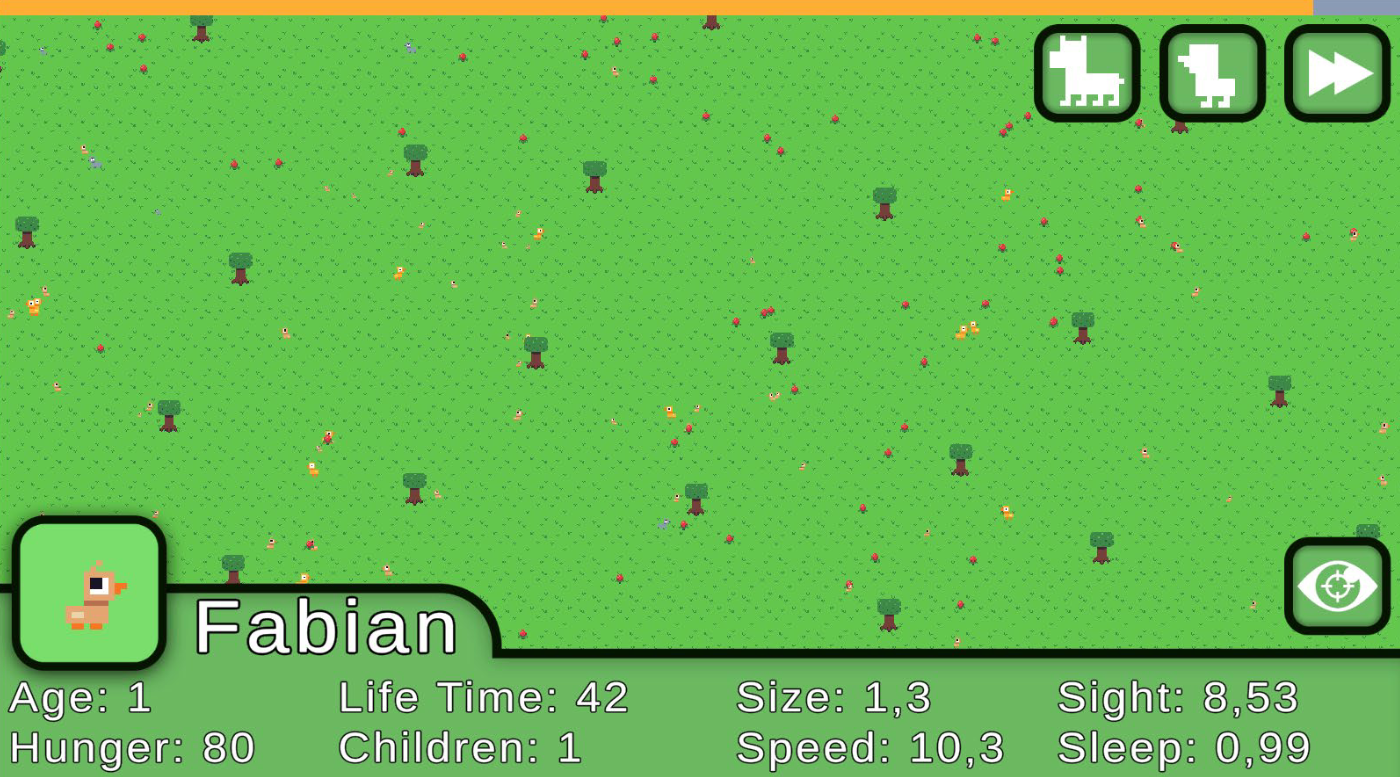 Fabian
Age: 1 Life Time: 42 Size: 1,3 Sight: 8,53
Hunger: 80 Children: 1 Speed: 10,3 Sleep: 0,99